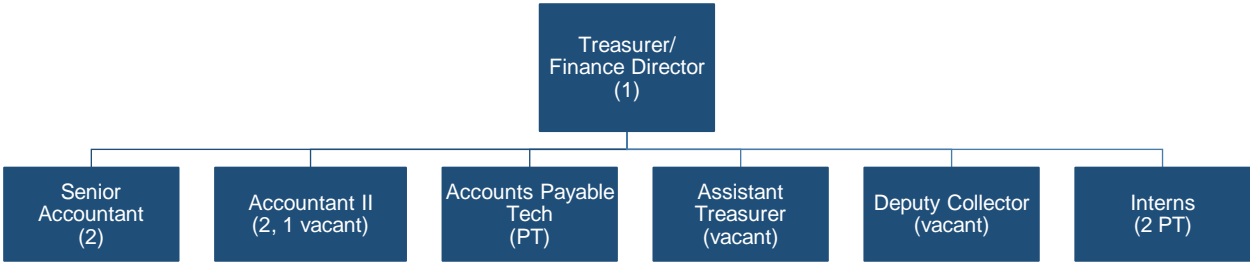 Treasurer/
Finance Director
(1)
Senior
Accountant
(2)
Accountant II
(2, 1 vacant)
Accounts Payable
Tech
(PT)
Assistant
Treasurer
(vacant)
Deputy Collector
(vacant)
Interns
(2 PT)